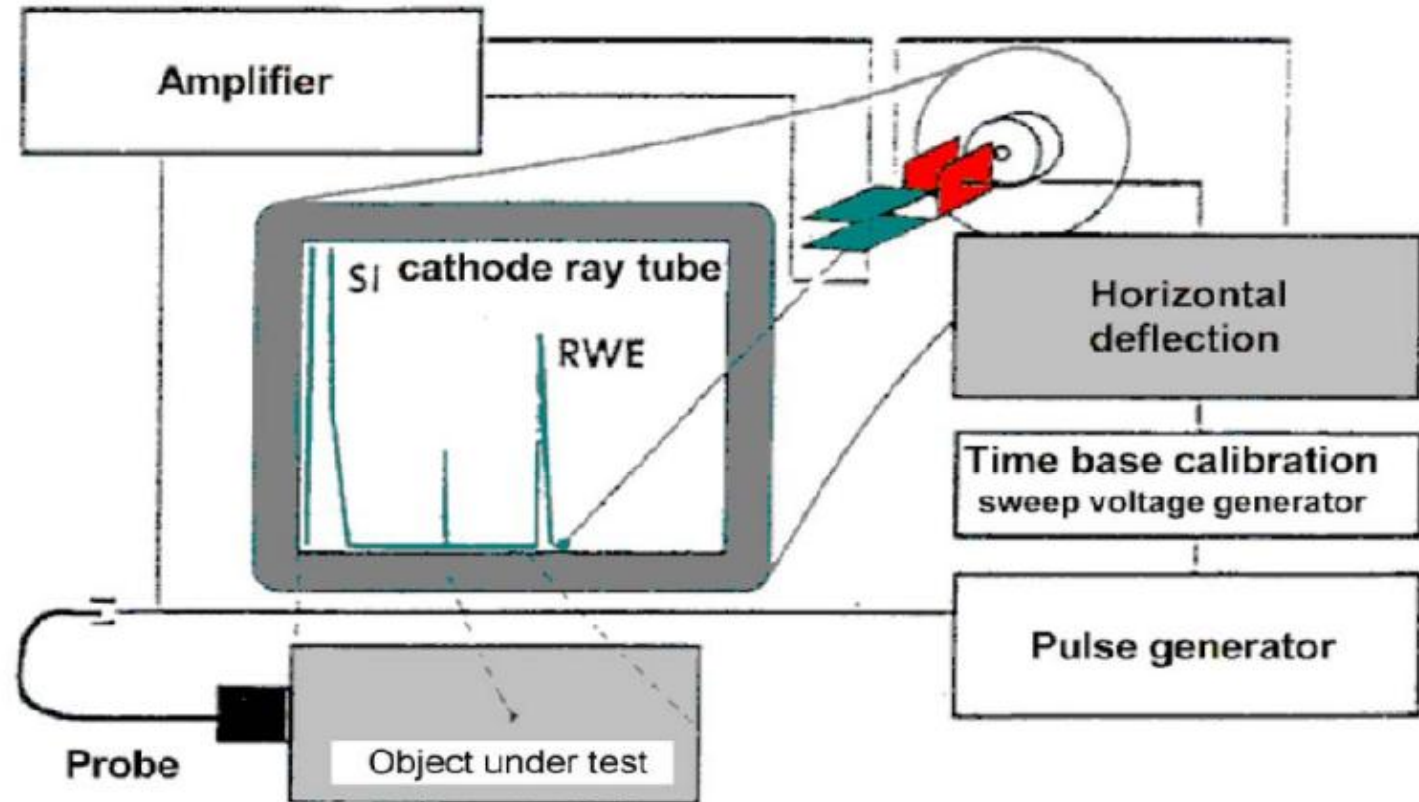 Amplifier
SI cathode ray tube
RWE
Horizontal
deflection
Time base calibration
sweep voltage generator
Pulse generator
Probe
Object under test